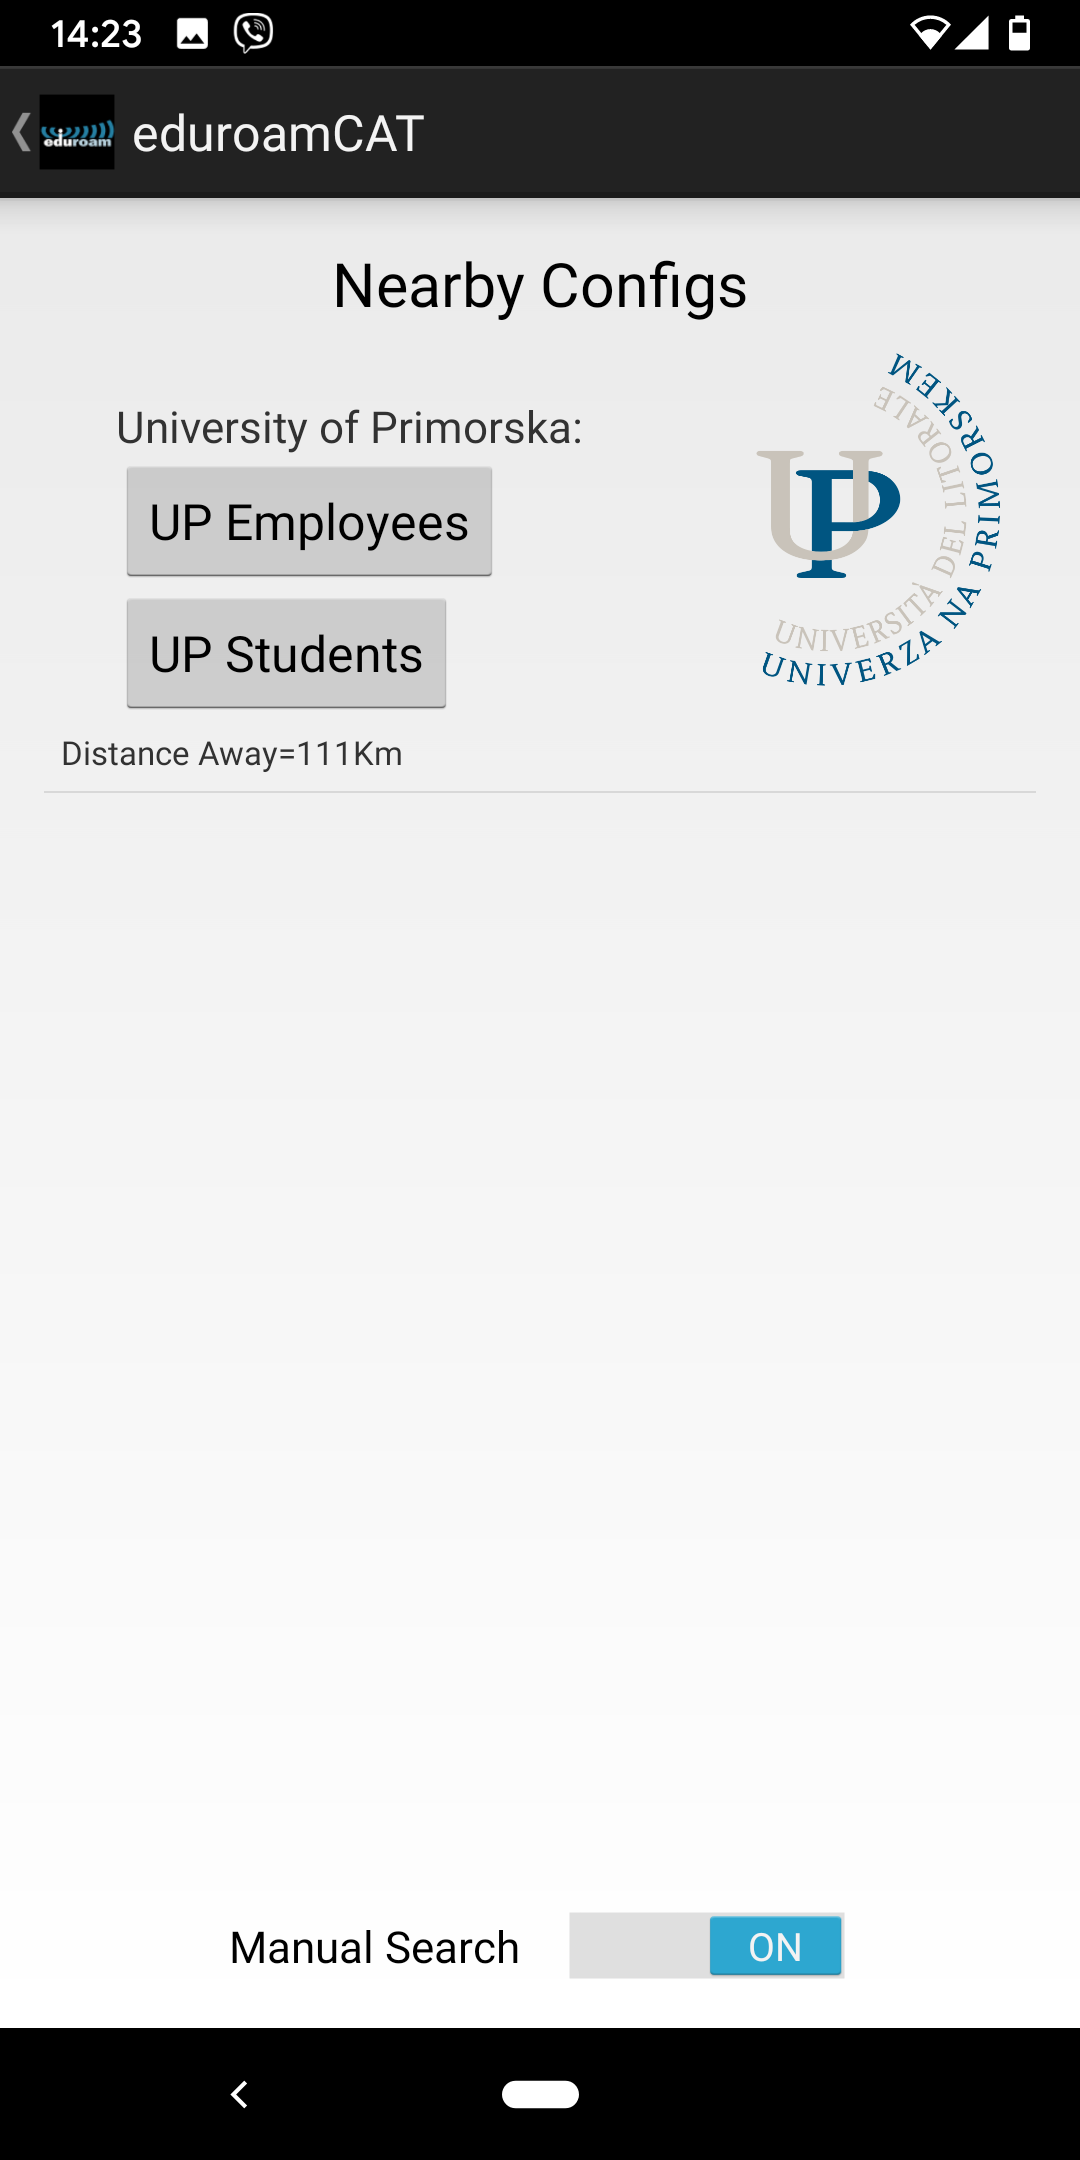 14:23
eduroam
eduroamCAT
Nearby Configs
University of Primorska:
UP Employees
UP Students
UP
UNIVERZA NA PRIMORSKEM
UNIVERSITÀ DEL LITORALE
Distance Away=111Km
Manual Search
ON